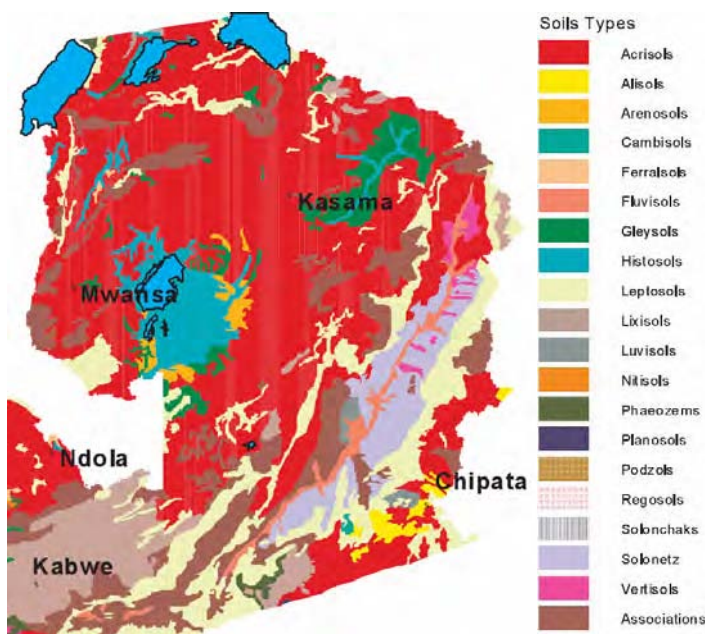 Soils Types
Acrisols
Alisols
Arenosols
Cambisols
Ferralsols
Fluvisols
Gleysols
Histosols
Leptosols
Lixisols
Luvisols
Nitisols
Phaeozems
Planosols
Podzols
Regosols
Solonchaks
Solonetz
Vertisols
Associations
Kasama
Mwansa
Ndola
Chipata
Kabwe